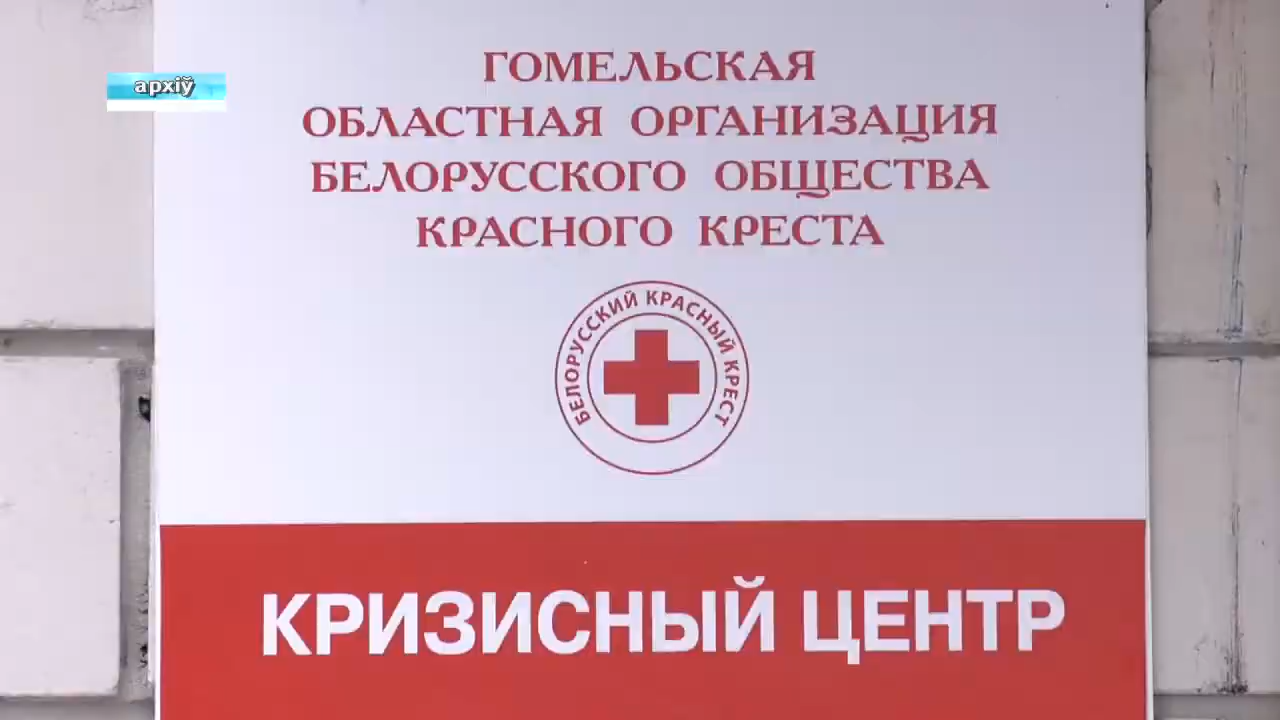 архіў
ГОМЕЛЬСКАЯ
ОБЛАСТНАЯ ОРГАНИЗАЦИЯ
БЕЛОРУССКОГО ОБЩЕСТВА
КРАСНОГО КРЕСТА
БЕЛОРУССКИЙ КРАСНЫЙ КРЕСТ
КРИЗИСНЫЙ ЦЕНТР